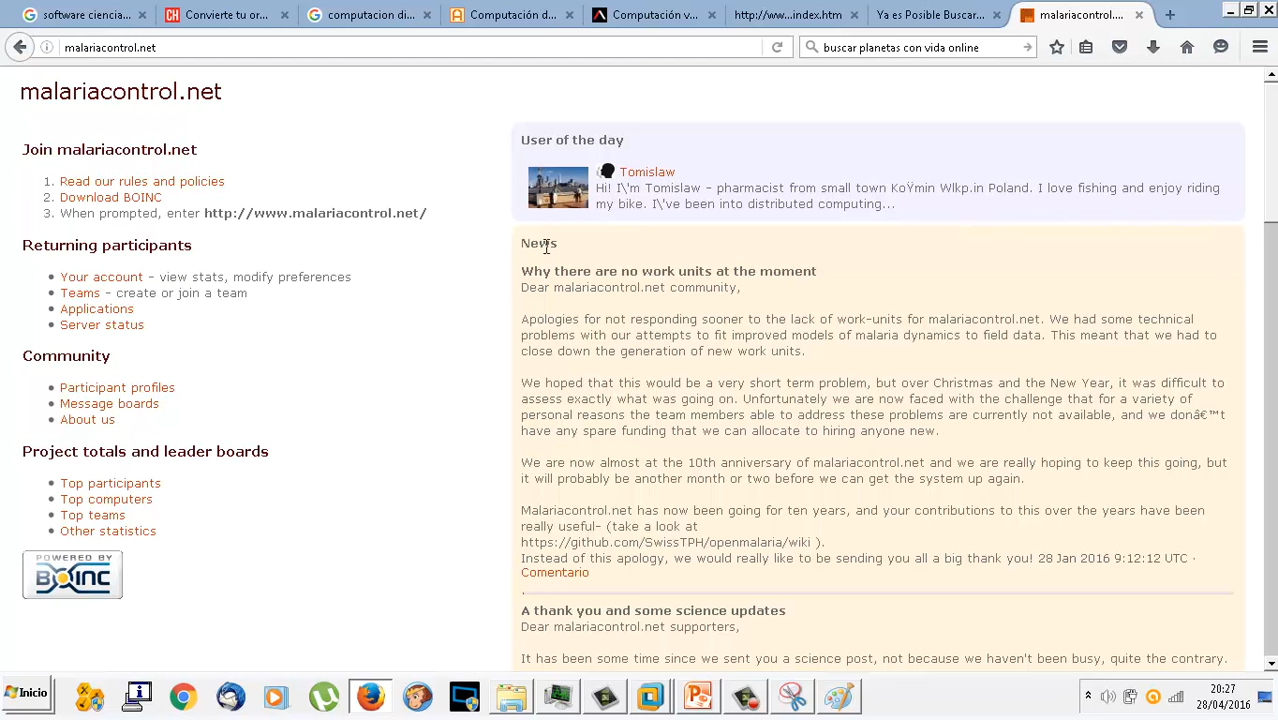 software ciencia...
Convierte tu or...
computacion di...
Computación d...
Computación v...
http://www...index.htm
Ya es Posible Buscar...
malariacontrol....
malariacontrol.net
buscar planetas con vida online
malariacontrol.net
Join malariacontrol.net
1. Read our rules and policies
2. Download BOINC
3. When prompted, enter http://www.malariacontrol.net/
Returning participants
Your account - view stats, modify preferences
Teams - create or join a team
Applications
Server status
Community
Participant profiles
Message boards
About us
Project totals and leader boards
Top participants
Top computers
Top teams
Other statistics
POWERED BY
BOINC
User of the day
Tomislaw
Hi! I\'m Tomislaw - pharmacist from small town KoŸmin Wlkp.in Poland. I love fishing and enjoy riding
my bike. I\'ve been into distributed computing...
News
Why there are no work units at the moment
Dear malariacontrol.net community,
Apologies for not responding sooner to the lack of work-units for malariacontrol.net. We had some technical
problems with our attempts to fit improved models of malaria dynamics to field data. This meant that we had to
close down the generation of new work units.
We hoped that this would be a very short term problem, but over Christmas and the New Year, it was difficult to
assess exactly what was going on. Unfortunately we are now faced with the challenge that for a variety of
personal reasons the team members able to address these problems are currently not available, and we donâ€™t
have any spare funding that we can allocate to hiring anyone new.
We are now almost at the 10th anniversary of malariacontrol.net and we are really hoping to keep this going, but
it will probably be another month or two before we can get the system up again.
Malariacontrol.net has now been going for ten years, and your contributions to this over the years have been
really useful- (take a look at
https://github.com/SwissTPH/openmalaria/wiki ).
Instead of this apology, we would really like to be sending you all a big thank you! 28 Jan 2016 9:12:12 UTC ·
Comentario
A thank you and some science updates
Dear malariacontrol.net supporters,
It has been some time since we sent you a science post, not because we haven't been busy, quite the contrary.
Inicio
20:27
28/04/2016